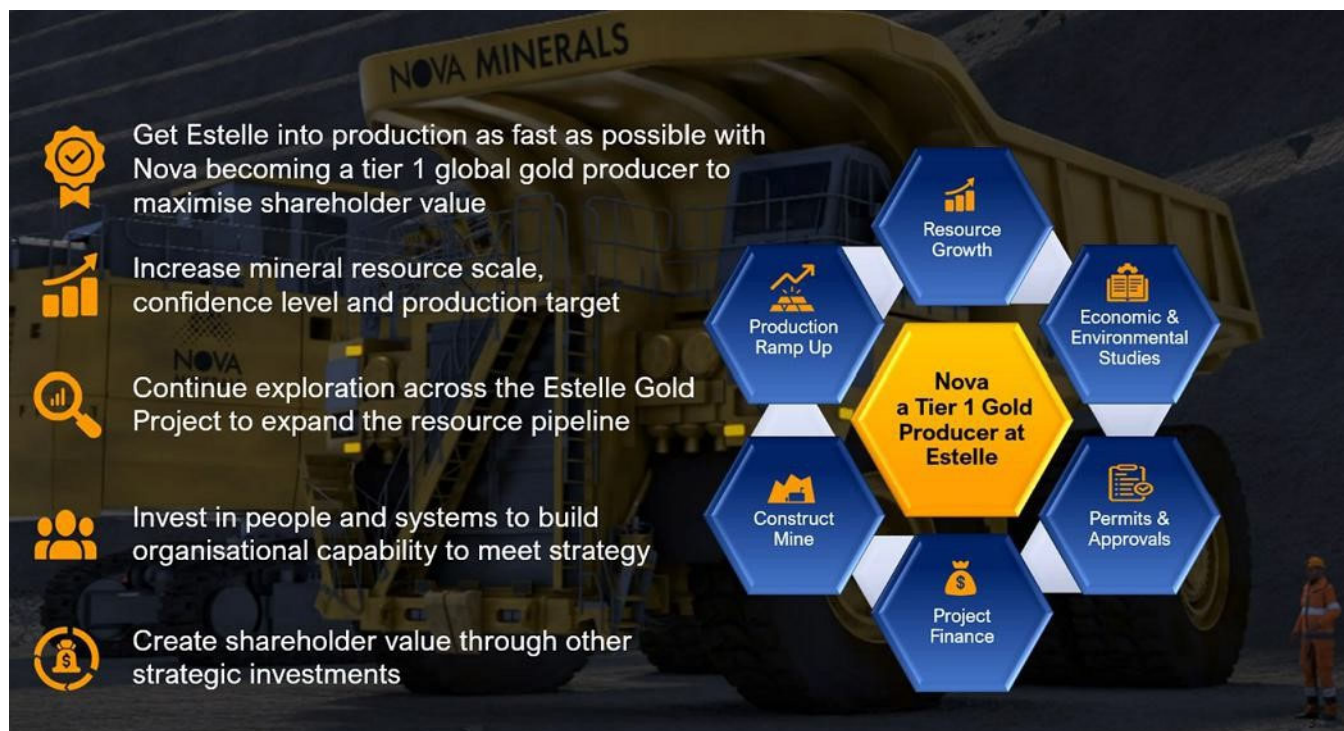 NOVA MINERALS
Get Estelle into production as fast as possible with
Nova becoming a tier 1 global gold producer to
maximise shareholder value
Increase mineral resource scale,
confidence level and production target
NOVA
Continue exploration across the Estelle Gold
Project to expand the resource pipeline
Invest in people and systems to build
organisational capability to meet strategy
Create shareholder value through other
strategic investments
Resource
Growth
Economic &
Environmental
Studies
Permits &
Approvals
Project
Finance
Construct
Mine
Production
Ramp Up
Nova
a Tier 1 Gold
Producer at
Estelle